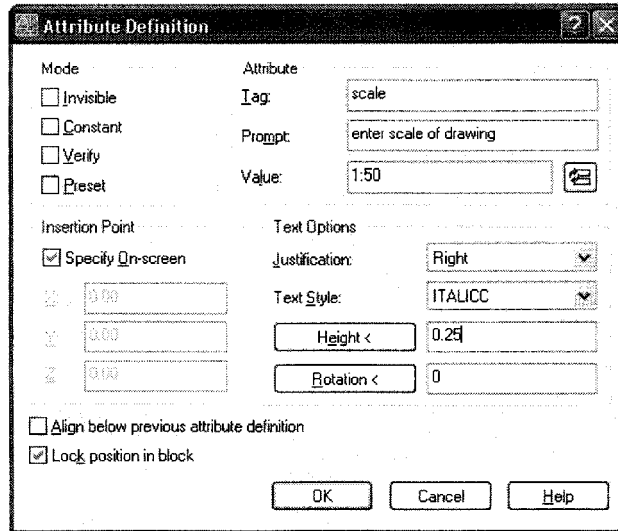 Attribute Definition
Mode
Invisible
Constant
Verify
Preset
Attribute
Tag: scale
Prompt: enter scale of drawing
Value: 1:50
Insertion Point
Specify On-screen
X: 0.00
Y: 0.00
Z: 0.00
Text Options
Justification: Right
Text Style: ITALICC
Height < 0.25
Rotation < 0
Align below previous attribute definition
Lock position in block
OK Cancel Help